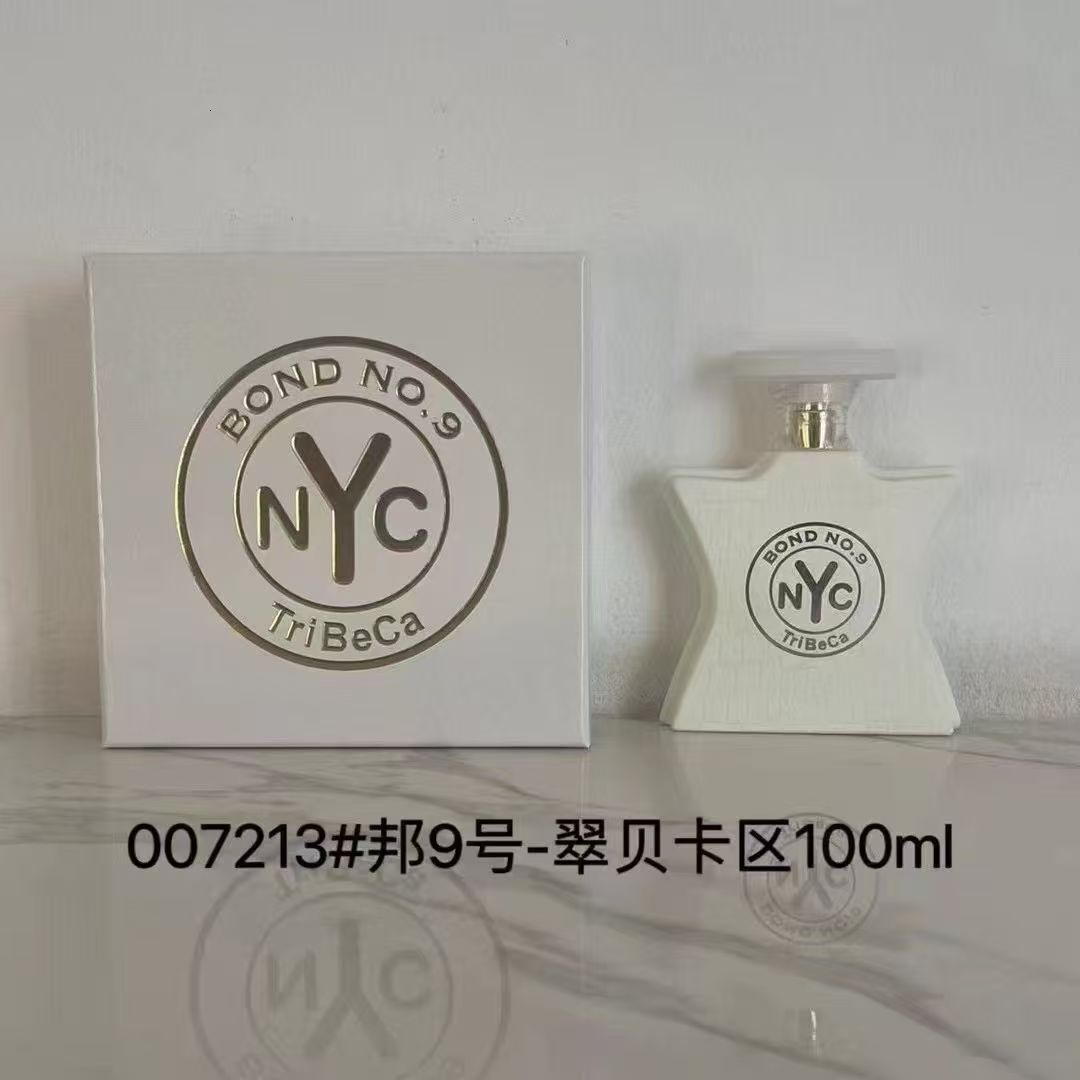 BOND NO.9
NYC
TriBeCa
BOND NO.9
NYC
TriBeCa
007213#邦9号-翠贝卡区100ml